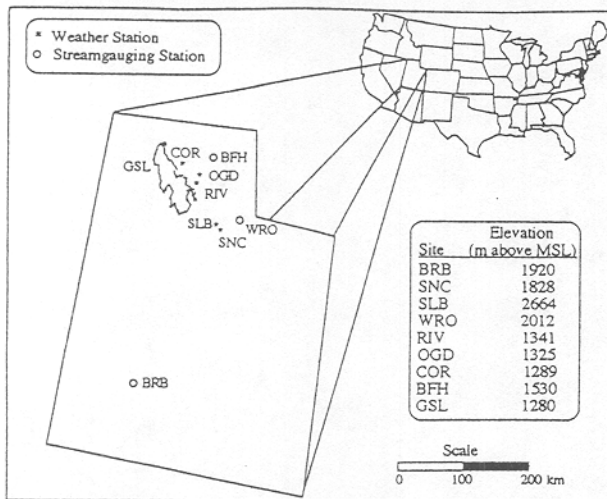 * Weather Station
o Streamgauging Station
COR
BFH
GSL
OGD
RIV
SLB
WRO
SNC
BRB
Elevation
Site (m above MSL)
BRB 1920
SNC 1828
SLB 2664
WRO 2012
RIV 1341
OGD 1325
COR 1289
BFH 1530
GSL 1280
Scale
0 100 200 km